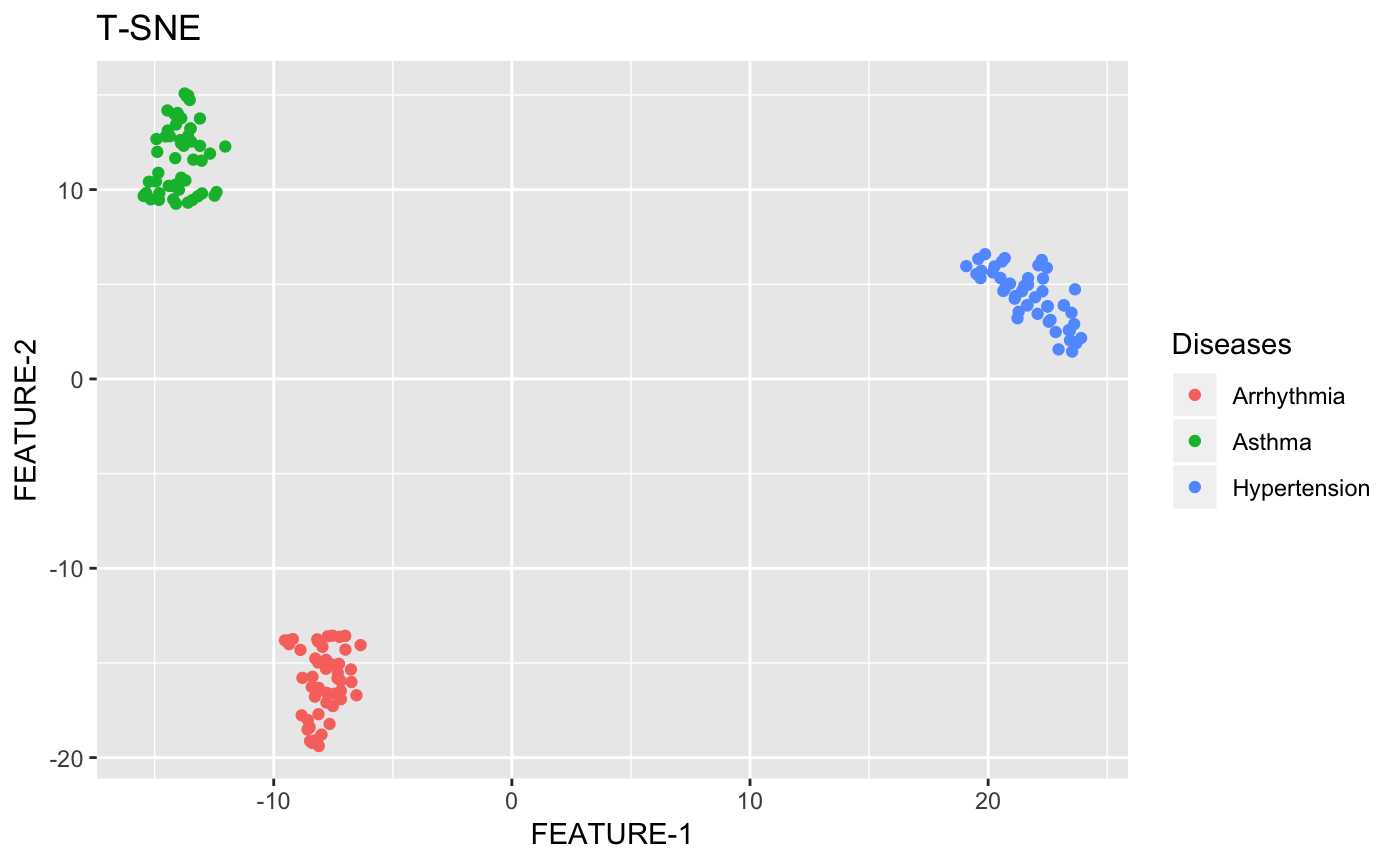 T-SNE
10
0
-10
-20
-10
0
10
20
FEATURE-1
FEATURE-2
Diseases
Arrhythmia
Asthma
Hypertension